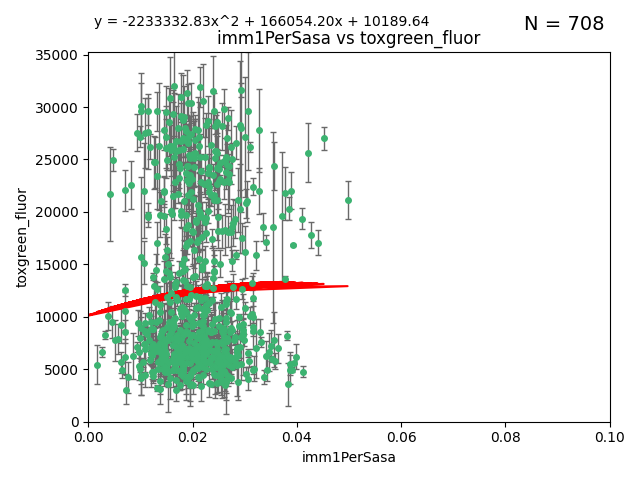 y = -2233332.83x^2 + 166054.20x + 10189.64
N = 708
imm1PerSasa vs toxgreen_fluor
35000
30000
25000
20000
15000
10000
5000
0
toxgreen_fluor
0.00 0.02 0.04 0.06 0.08 0.10
imm1PerSasa